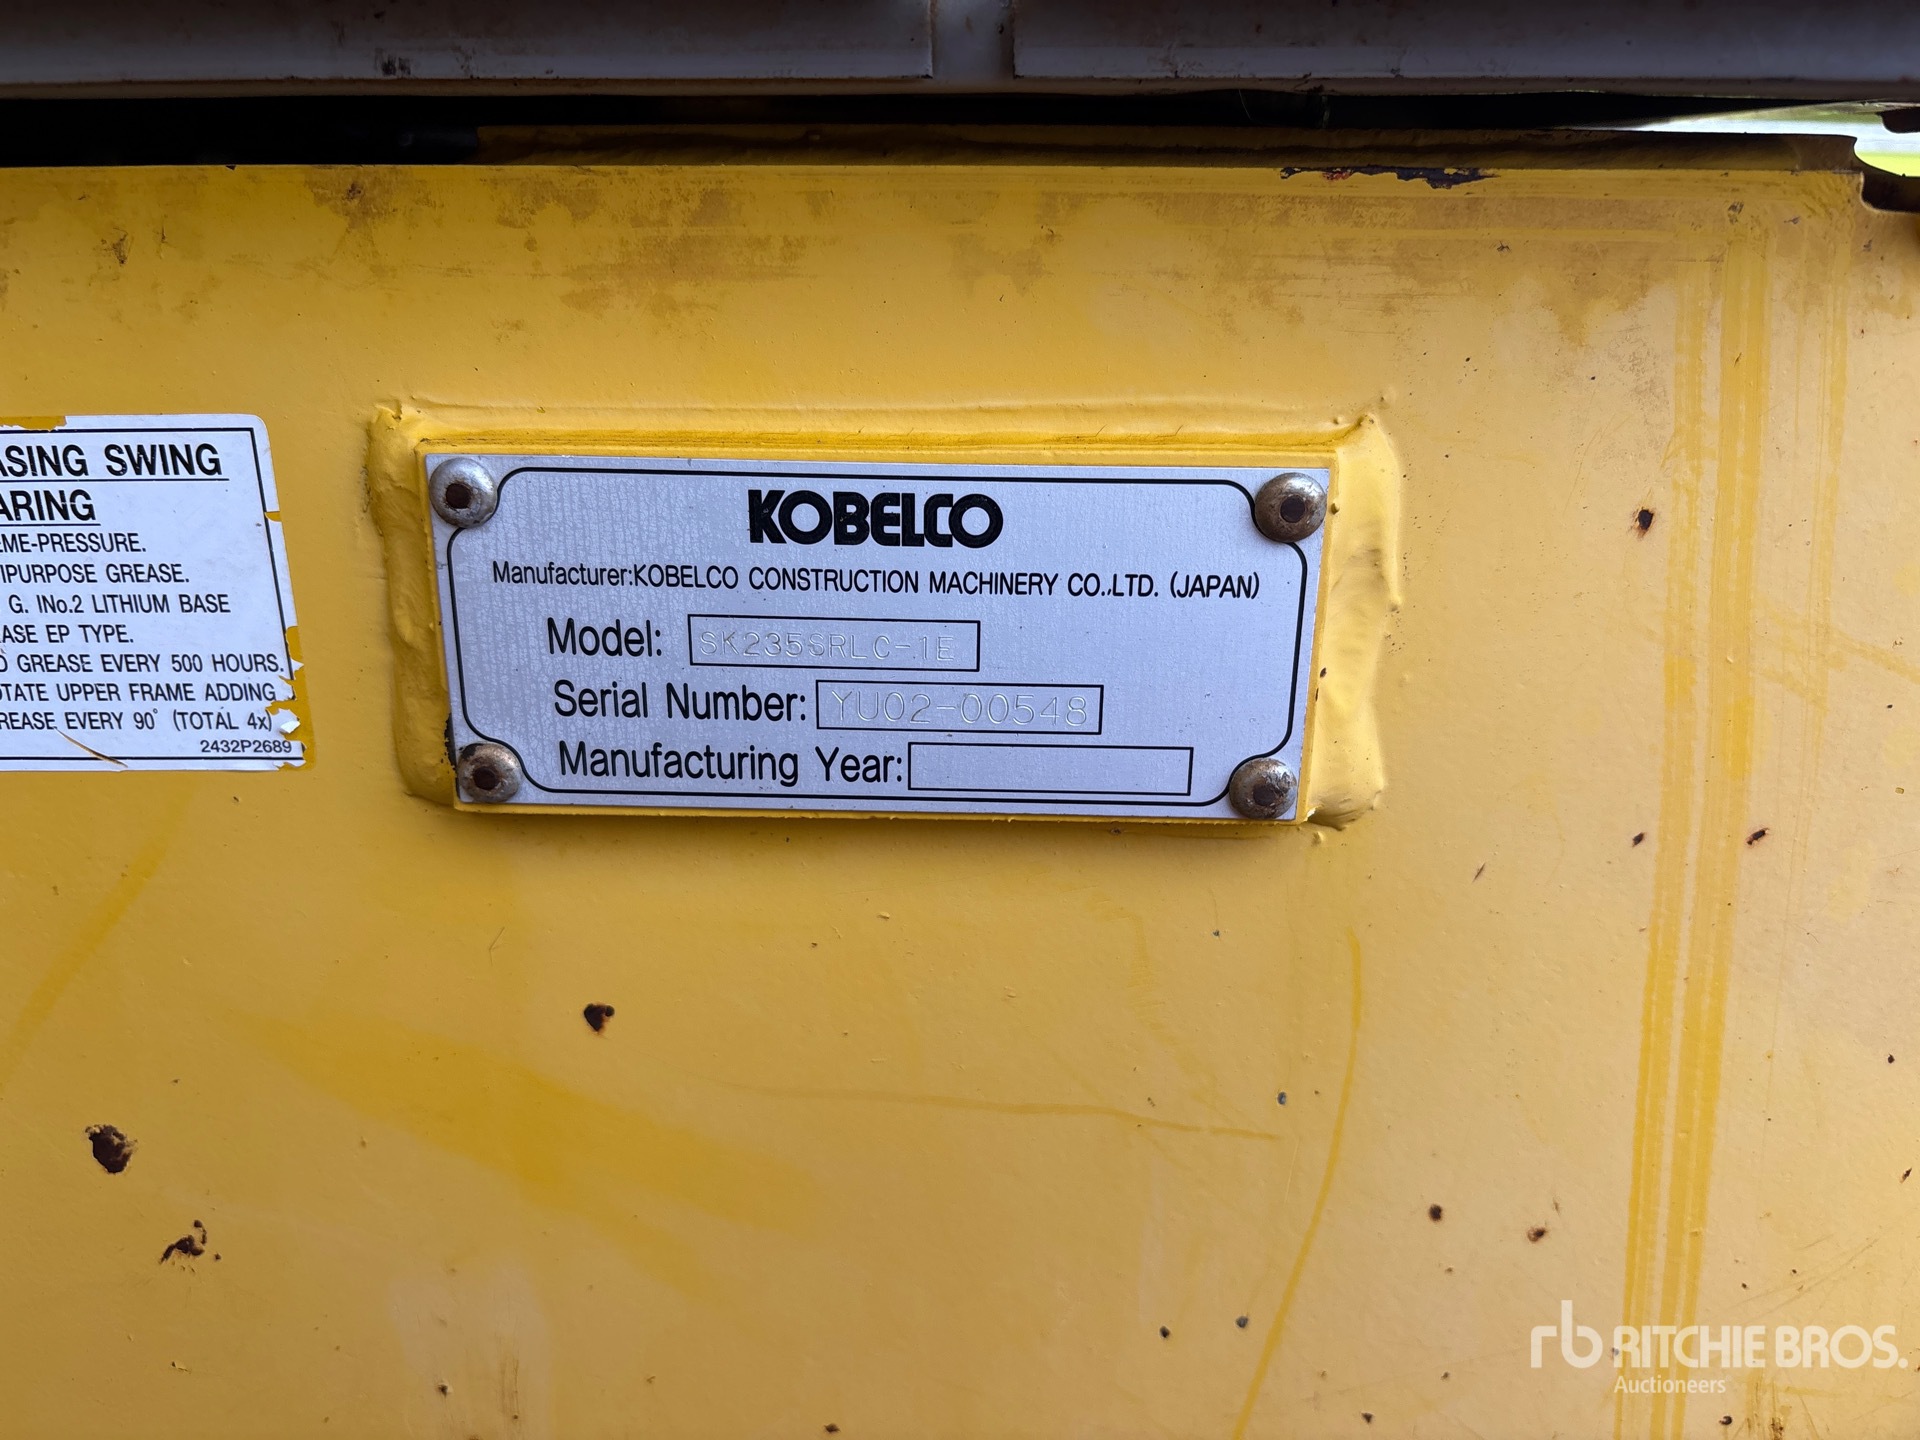 ASING SWING
ARING
EME-PRESSURE.
IPURPOSE GREASE.
G. INo.2 LITHIUM BASE
ASE EP TYPE.
D GREASE EVERY 500 HOURS.
OTATE UPPER FRAME ADDING
REASE EVERY 90° (TOTAL 4x)
2432P2689
KOBELCO
Manufacturer:KOBELCO CONSTRUCTION MACHINERY CO.,LTD. (JAPAN)
Model: SK235SRLC-1E
Serial Number: YU02-00548
Manufacturing Year:
rb RITCHIE BROS.
Auctioneers